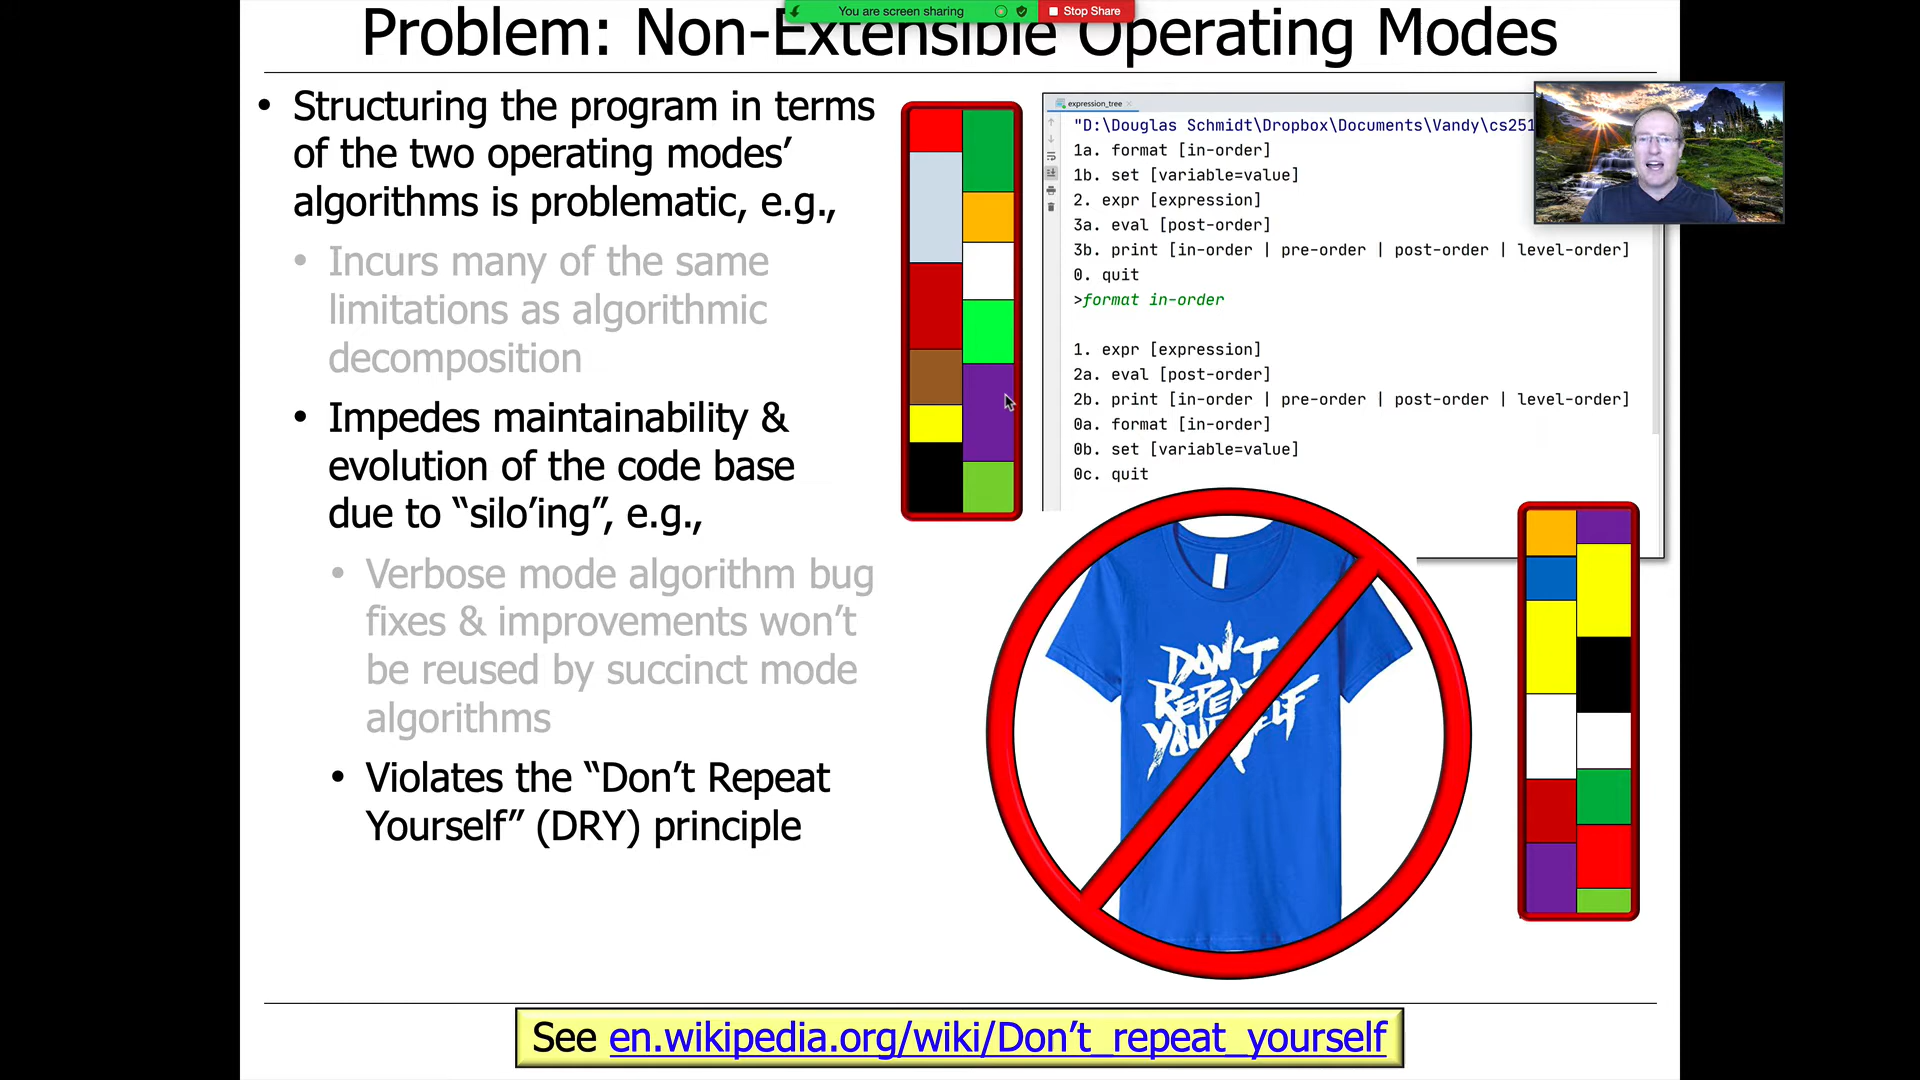 You are screen sharing
Stop Share
Problem: Non-Extensible Operating Modes
• Structuring the program in terms
of the two operating modes’
algorithms is problematic, e.g.,
• Incurs many of the same
limitations as algorithmic
decomposition
• Impedes maintainability &
evolution of the code base
due to “silo’ing”, e.g.,
• Verbose mode algorithm bug
fixes & improvements won’t
be reused by succinct mode
algorithms
• Violates the “Don’t Repeat
Yourself” (DRY) principle
expression_tree
"D:\Douglas Schmidt\Dropbox\Documents\Vandy\cs251
1a. format [in-order]
1b. set [variable=value]
2. expr [expression]
3a. eval [post-order]
3b. print [in-order | pre-order | post-order | level-order]
0. quit
>format in-order
1. expr [expression]
2a. eval [post-order]
2b. print [in-order | pre-order | post-order | level-order]
0a. format [in-order]
0b. set [variable=value]
0c. quit
DON'T
REPEAT
YOURSELF
See en.wikipedia.org/wiki/Don’t_repeat_yourself